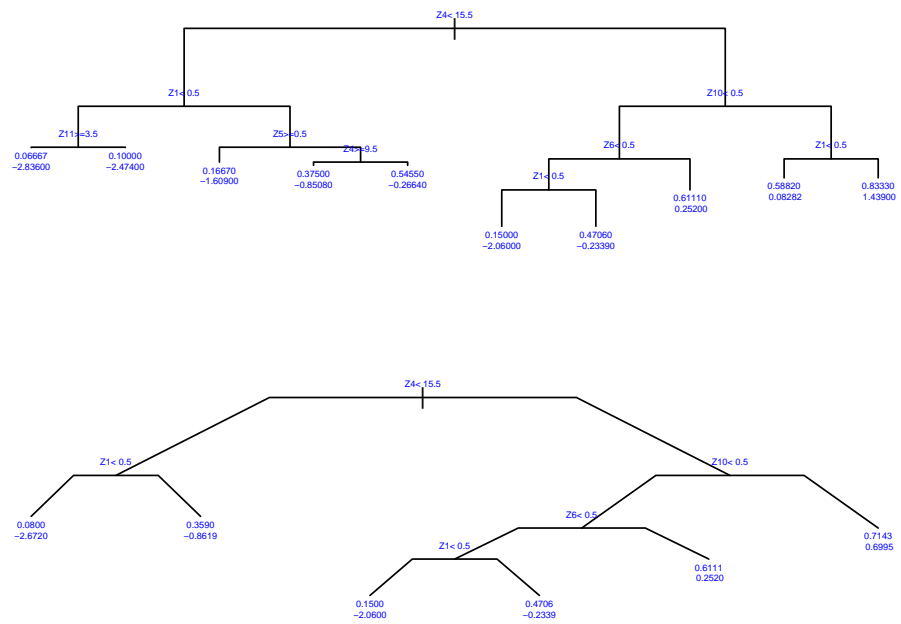 Z4< 15.5
Z1< 0.5
Z10< 0.5
Z11>=3.5
Z5>=0.5
Z6< 0.5
Z1< 0.5
Z4>=9.5
0.06667
−2.83600
0.10000
−2.47400
0.16670
−1.60900
0.37500
−0.85080
0.54550
−0.26640
Z1< 0.5
0.61110
0.25200
0.58820
0.08282
0.83330
1.43900
0.15000
−2.06000
0.47060
−0.23390
Z4< 15.5
Z1< 0.5
Z10< 0.5
0.0800
−2.6720
0.3590
−0.8619
Z6< 0.5
0.7143
0.6995
Z1< 0.5
0.6111
0.2520
0.1500
−2.0600
0.4706
−0.2339